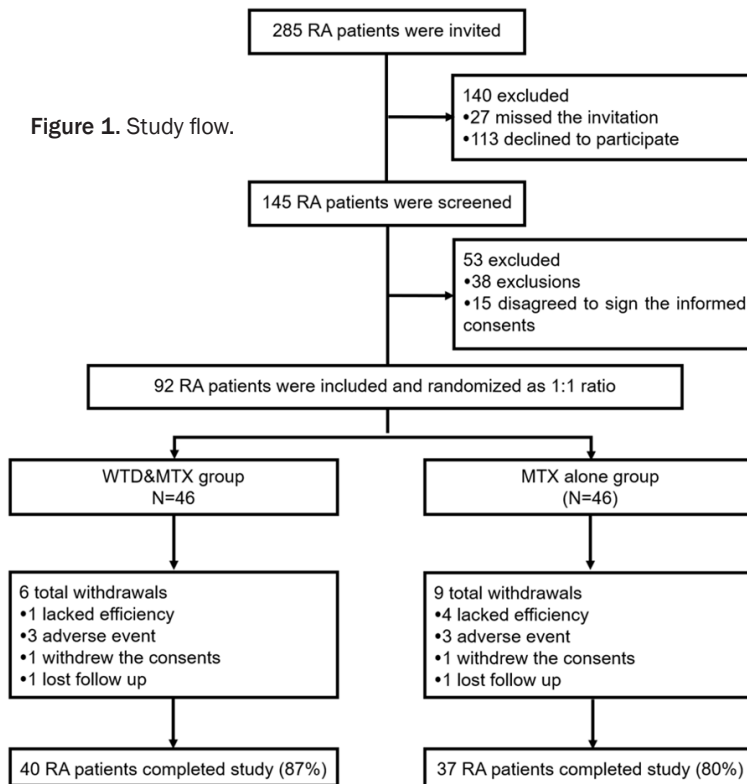 285 RA patients were invited
140 excluded
•27 missed the invitation
•113 declined to participate
Figure 1. Study flow.
145 RA patients were screened
53 excluded
•38 exclusions
•15 disagreed to sign the informed
consents
92 RA patients were included and randomized as 1:1 ratio
WTD&MTX group
N=46
MTX alone group
(N=46)
6 total withdrawals
•1 lacked efficiency
•3 adverse event
•1 withdrew the consents
•1 lost follow up
9 total withdrawals
•4 lacked efficiency
•3 adverse event
•1 withdrew the consents
•1 lost follow up
40 RA patients completed study (87%)
37 RA patients completed study (80%)